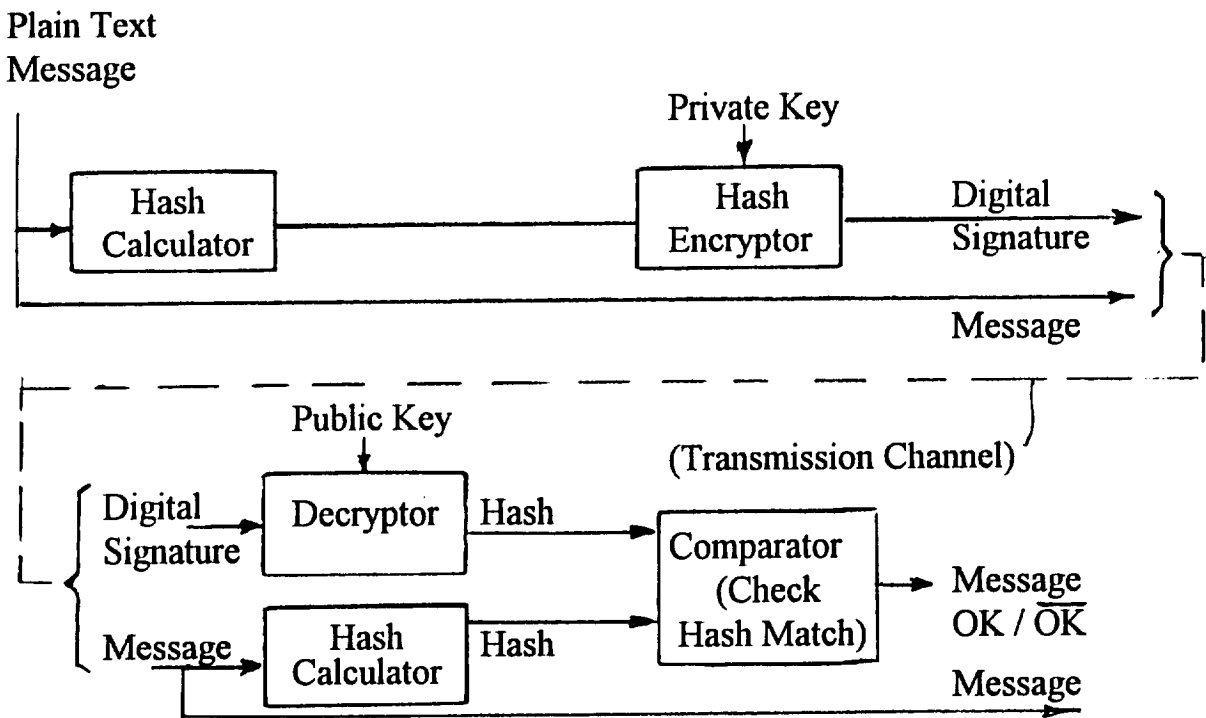 Plain Text
Message
Private Key
Hash
Calculator
Hash
Encryptor
Digital
Signature
Message
(Transmission Channel)
Public Key
Digital
Signature
Decryptor
Hash
Message
Hash
Calculator
Hash
Comparator
(Check
Hash Match)
Message
OK / O̅K̅
Message